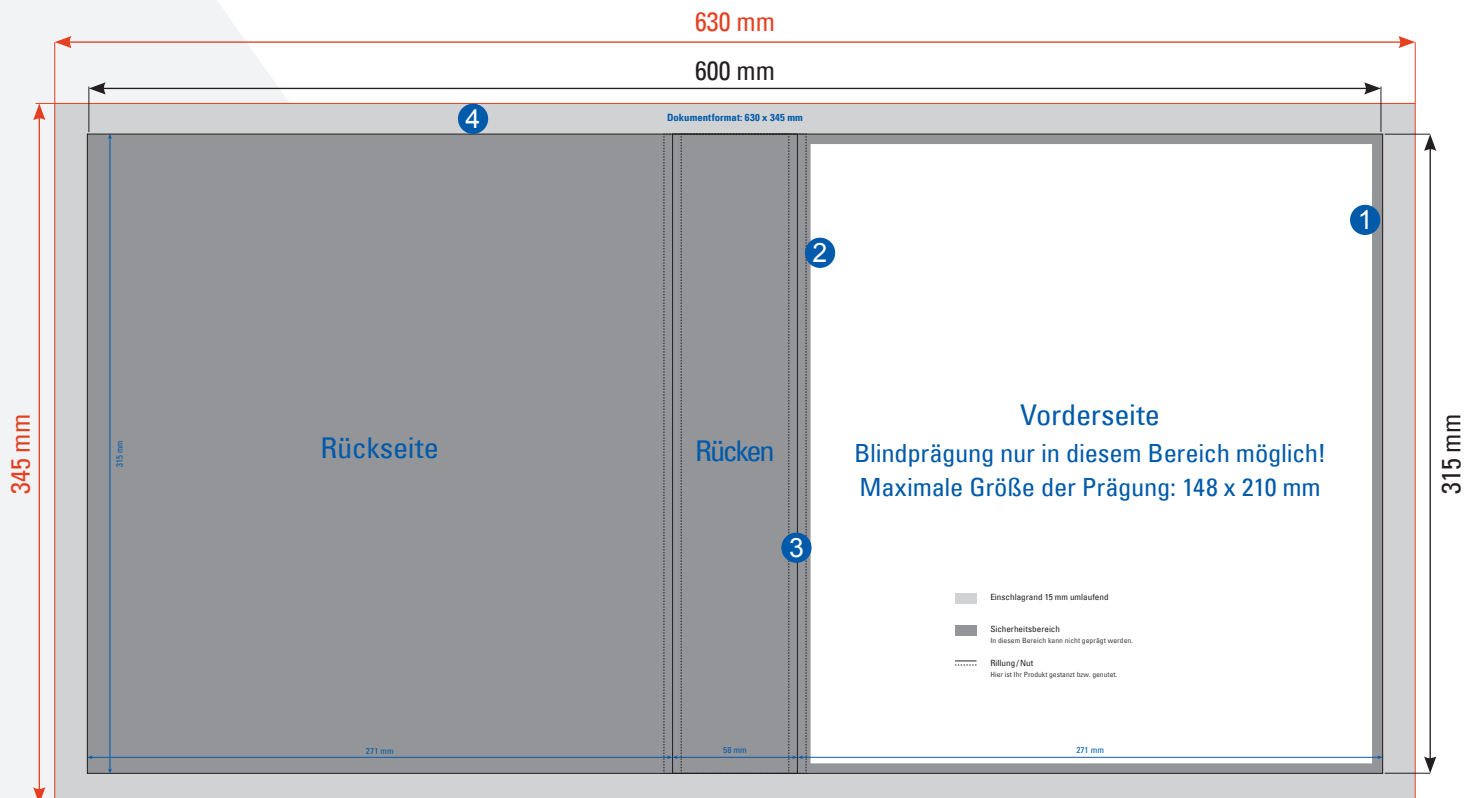 630 mm
600 mm
4
Dokumentformat: 630 x 345 mm
1
2
345 mm
315 mm
315 mm
Rückseite
Rücken
Vorderseite
Blindprägung nur in diesem Bereich möglich!
Maximale Größe der Prägung: 148 x 210 mm
3
Einschlagrand 15 mm umlaufend
Sicherheitsbereich
In diesem Bereich kann nicht geprägt werden.
Rillung/Nut
Hier ist Ihr Produkt gestanzt bzw. genutet.
271 mm
58 mm
271 mm